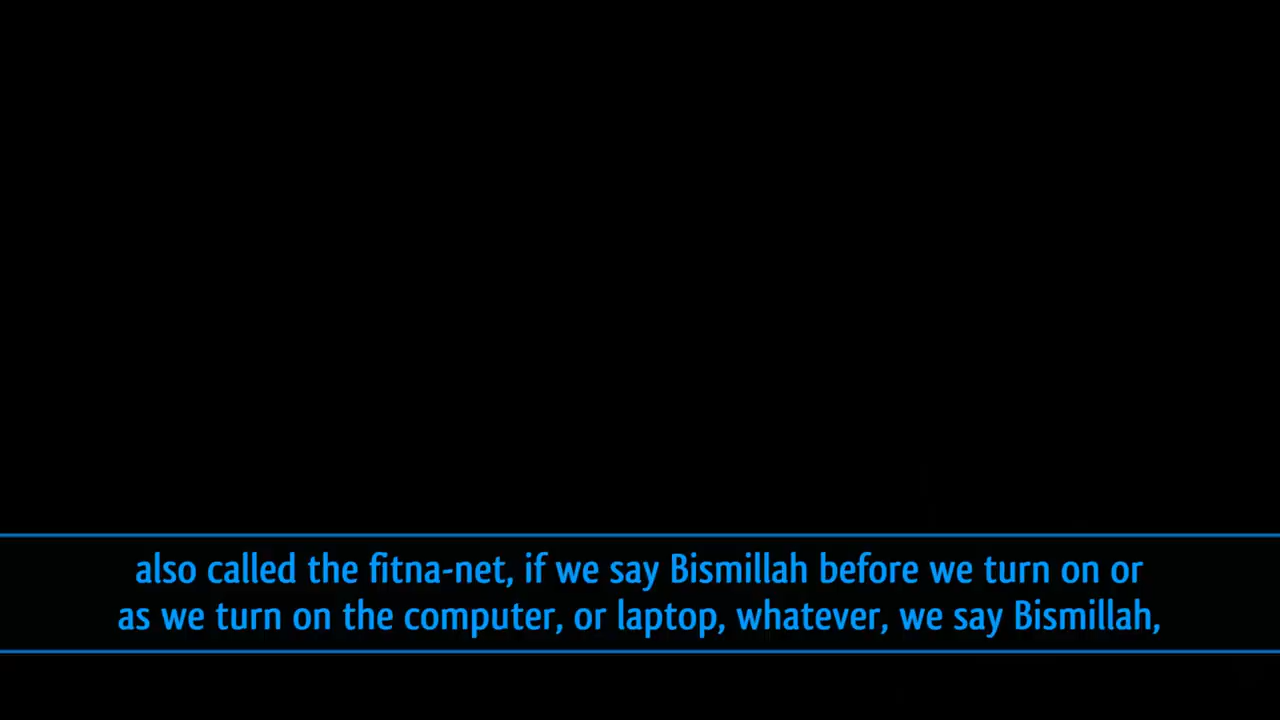 also called the fitna-net, if we say Bismillah before we turn on or
as we turn on the computer, or laptop, whatever, we say Bismillah,